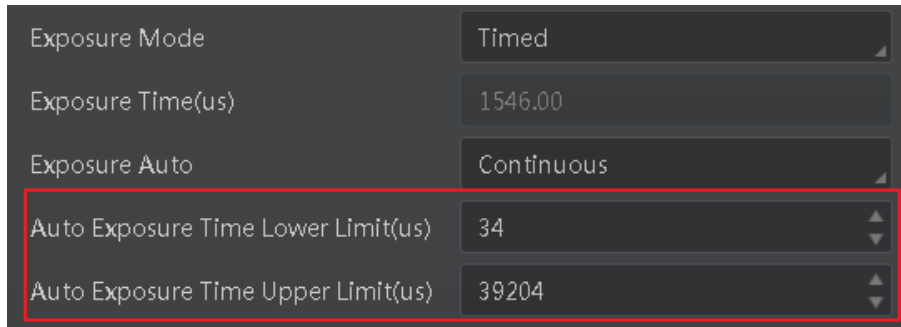 Exposure Mode Timed
Exposure Time(us) 1546.00
Exposure Auto Continuous
Auto Exposure Time Lower Limit(us) 34
Auto Exposure Time Upper Limit(us) 39204